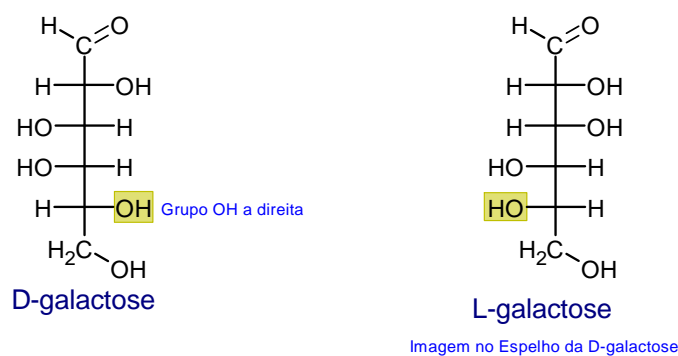 H O
C
H OH
HO H
HO H
H OH Grupo OH a direita
H2C
OH
D-galactose
H O
C
H OH
H OH
HO H
HO H
H2C
OH
L-galactose
Imagem no Espelho da D-galactose